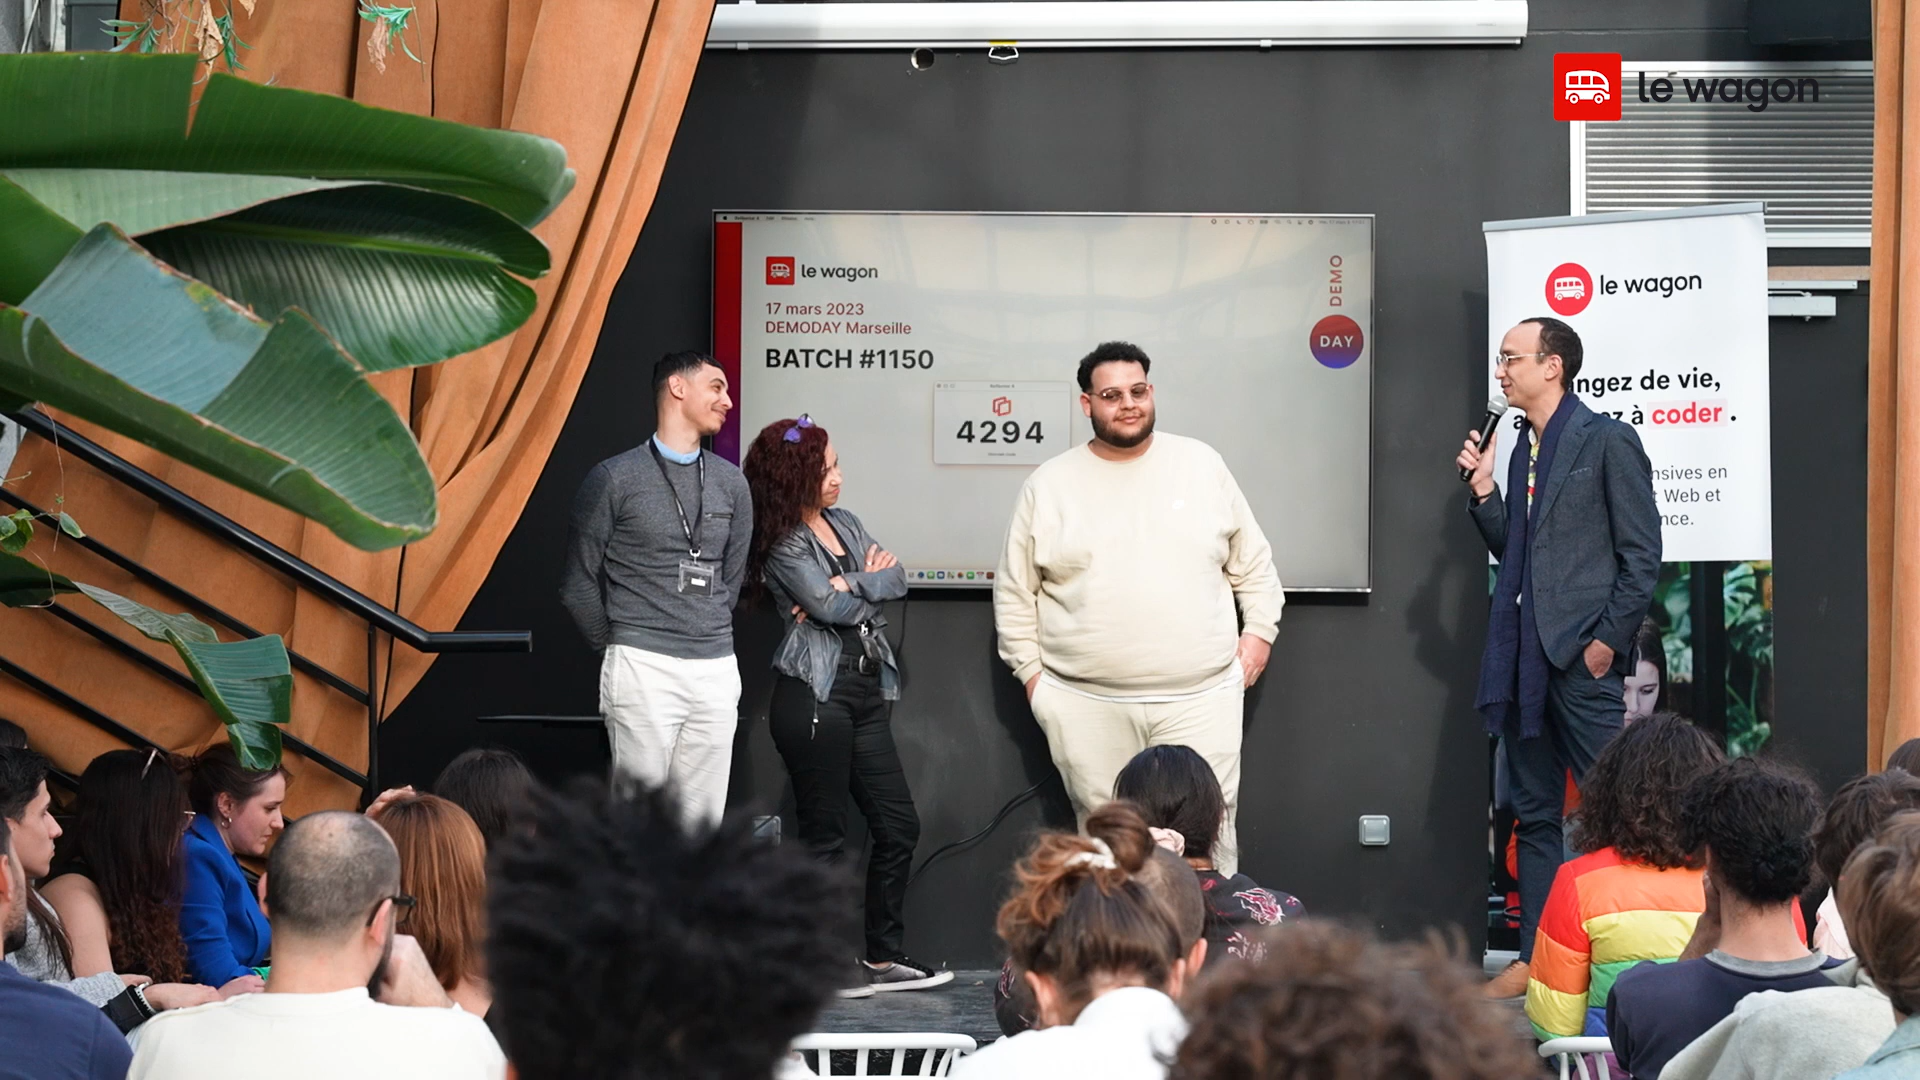 le wagon
le wagon
17 mars 2023
DEMODAY Marseille
BATCH #1150
DEMO
DAY
4294
le wagon
ngez de vie,
ez à coder.
nsives en
t Web et
nce.